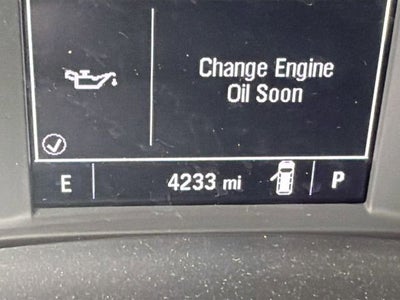 Change Engine
Oil Soon
E 4233 mi P